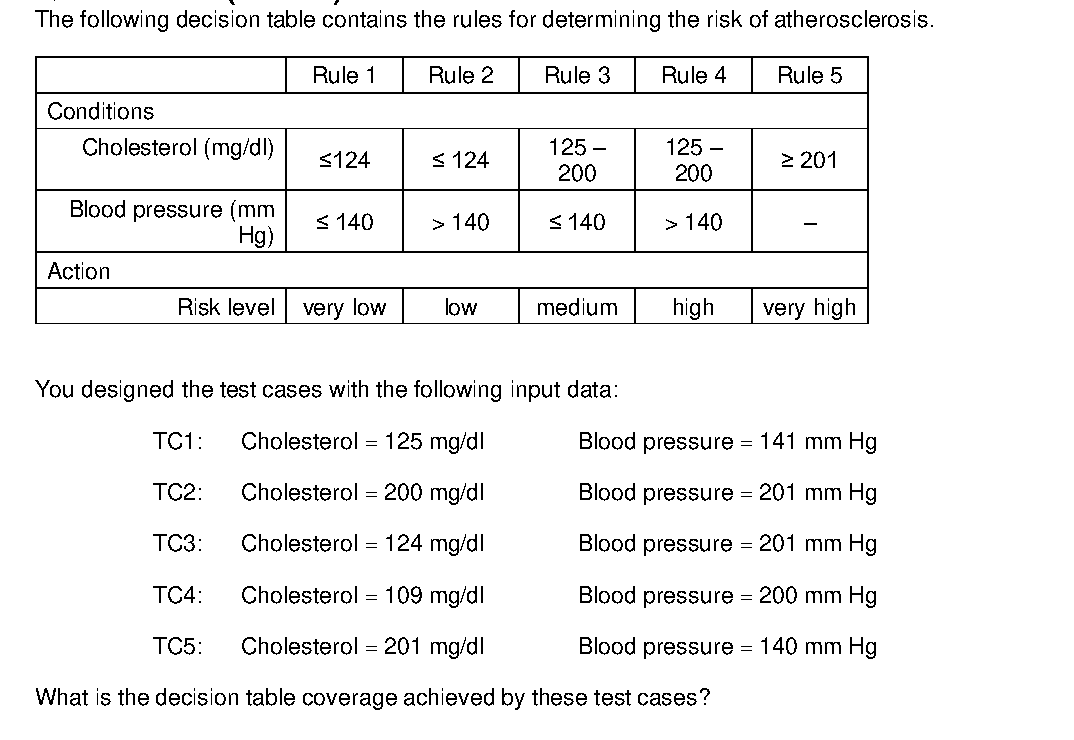 The following decision table contains the rules for determining the risk of atherosclerosis.
Rule 1 Rule 2 Rule 3 Rule 4 Rule 5
Conditions
Cholesterol (mg/dl) ≤124 ≤ 124 125 – 200 125 – 200 ≥ 201
Blood pressure (mm Hg) ≤ 140 > 140 ≤ 140 > 140 –
Action
Risk level very low low medium high very high
You designed the test cases with the following input data:
TC1: Cholesterol = 125 mg/dl Blood pressure = 141 mm Hg
TC2: Cholesterol = 200 mg/dl Blood pressure = 201 mm Hg
TC3: Cholesterol = 124 mg/dl Blood pressure = 201 mm Hg
TC4: Cholesterol = 109 mg/dl Blood pressure = 200 mm Hg
TC5: Cholesterol = 201 mg/dl Blood pressure = 140 mm Hg
What is the decision table coverage achieved by these test cases?